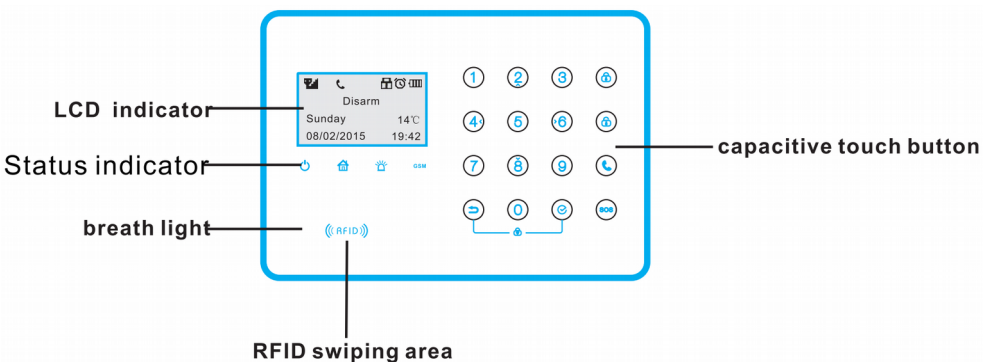 LCD indicator
Disarm
Sunday 14℃
08/02/2015 19:42
Status indicator
GSM
breath light
((RFID))
RFID swiping area
1 2 3
4 5 6
7 8 9
0 SOS
capacitive touch button